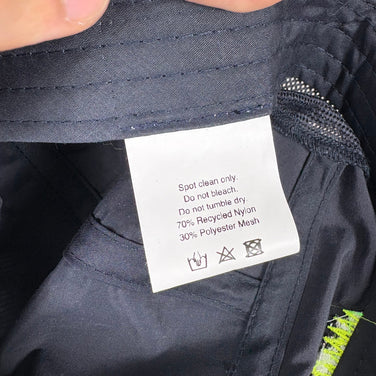 Spot clean only.
Do not bleach.
Do not tumble dry.
70% Recycled Nylon
30% Polyester Mesh